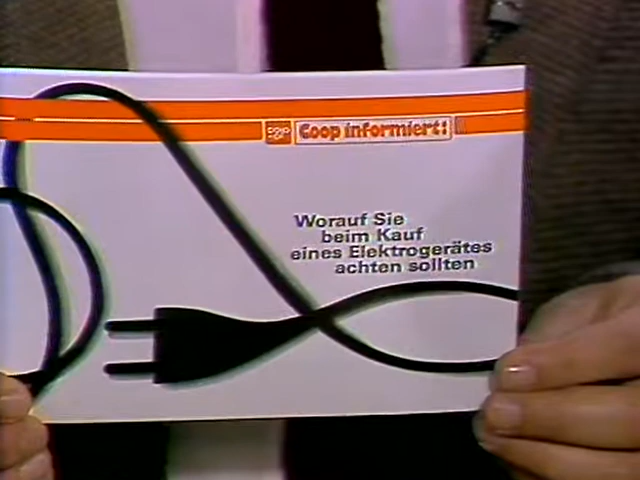 coop Coop informiert!
Worauf Sie
beim Kauf
eines Elektrogerätes
achten sollten